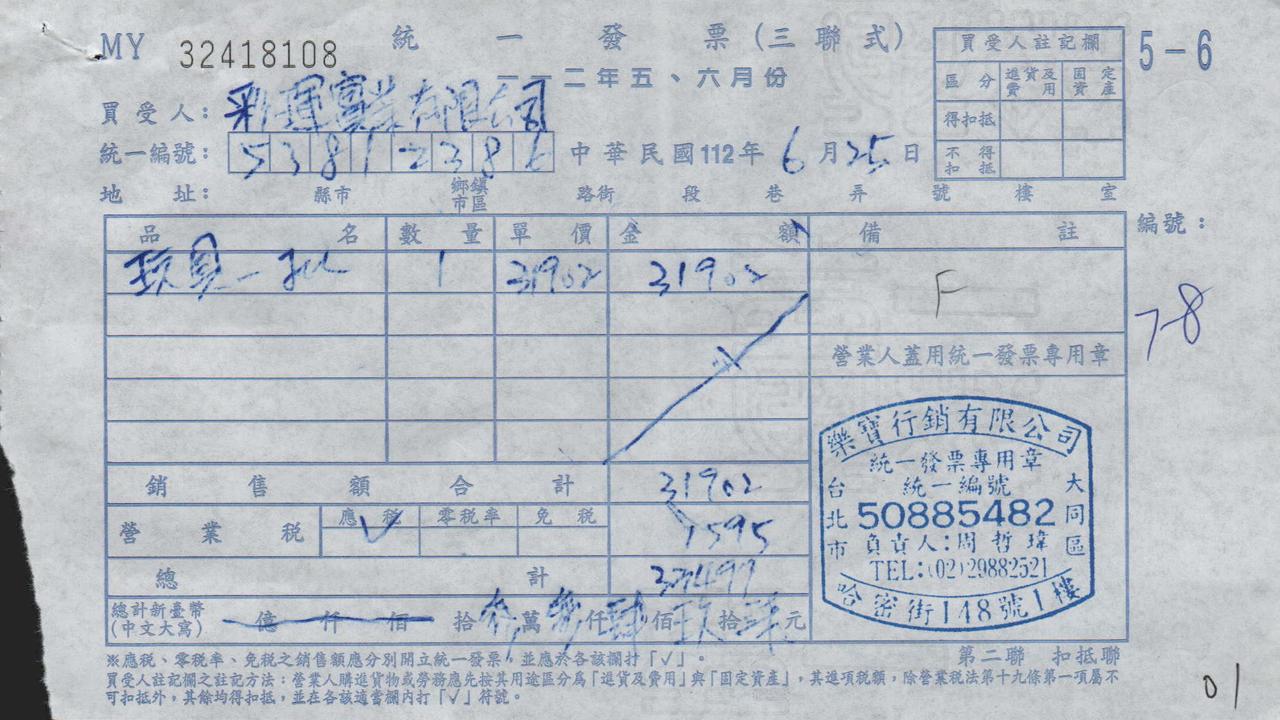 MY 32418108 統一發票(三聯式)
一一二年五、六月份
5-6
買受人註記欄
區分 進貨及費用 固定資產
得扣抵
不得扣抵
買受人: 有限公司
統一編號: 53812386 中華民國112年6月25日
地址: 縣市 鄉鎮市區 路街 段 巷 弄 號 樓 室
編號:
品名 數量 單價 金額 備註
玩具一批 1 31902 31902
F
7-8
營業人蓋用統一發票專用章
銷售額合計 31902
營業稅 應稅 V 零稅率 免稅 1595
總計 33497
總計新臺幣(中文大寫) 億 仟 佰 拾 參萬 參仟 肆佰 玖拾 柒元
樂寶行銷有限公司
統一發票專用章
統一編號
50885482
負責人:周哲瑋
TEL:(02)29882521
台北市 大同區
哈密街148號1樓
第二聯 扣抵聯
※應稅、零稅率、免稅之銷售額應分別開立統一發票,並應於各該欄打「√」。
買受人註記欄之註記方法:營業人購進貨物或勞務應先按其用途區分為「進貨及費用」與「固定資產」,其進項稅額,除營業稅法第十九條第一項屬不
可扣抵外,其餘均得扣抵,並在各該適當欄內打「√」符號。
01